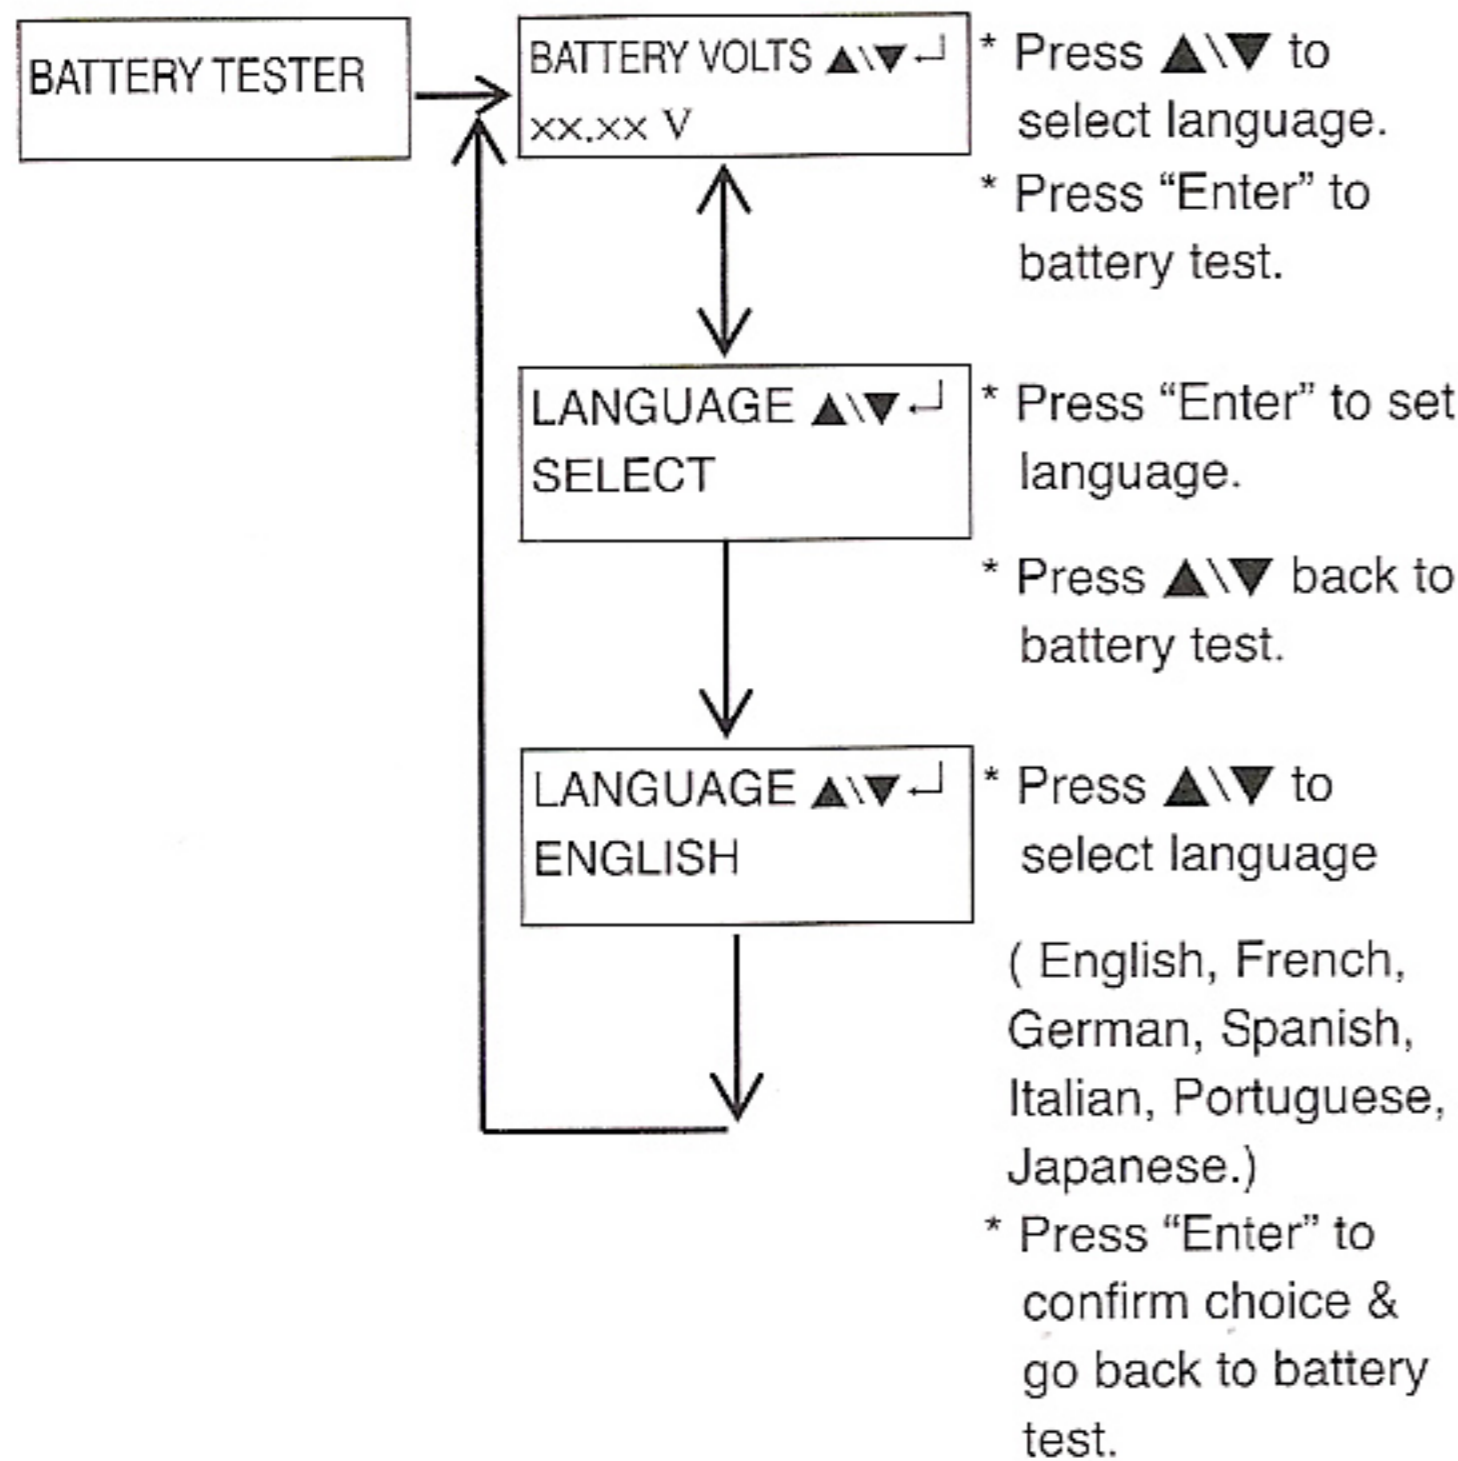 BATTERY TESTER
BATTERY VOLTS ▲\▼↵
xx.xx V
* Press ▲\▼ to
select language.
* Press “Enter” to
battery test.
LANGUAGE ▲\▼↵
SELECT
* Press “Enter” to set
language.
* Press ▲\▼ back to
battery test.
LANGUAGE ▲\▼↵
ENGLISH
* Press ▲\▼ to
select language
( English, French,
German, Spanish,
Italian, Portuguese,
Japanese.)
* Press “Enter” to
confirm choice &
go back to battery
test.